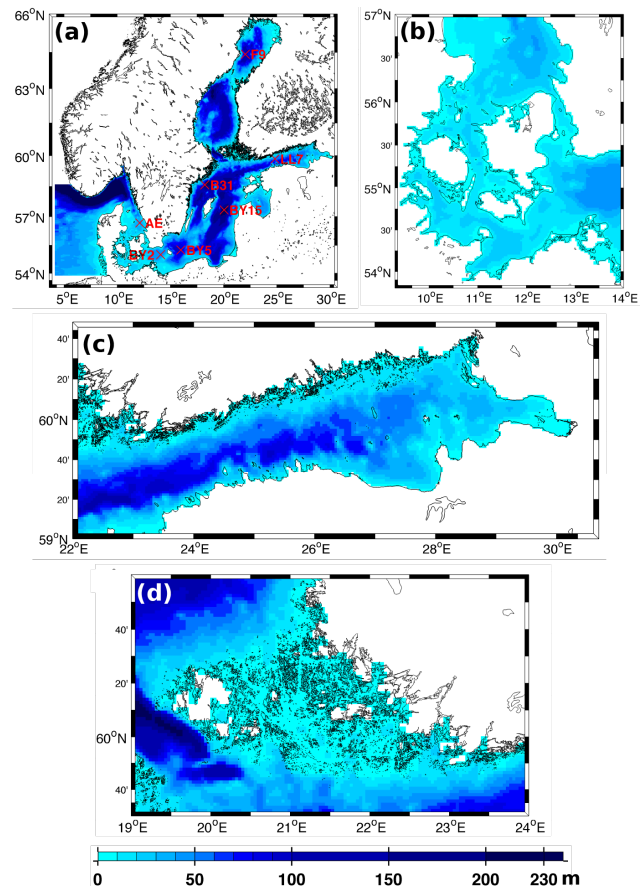 (a)
66°N
63°N
60°N
57°N
54°N
5°E 10°E 15°E 20°E 25°E 30°E
F9
LL7
B31
BY15
AE
BY2
BY5
(b)
57°N
30'
56°N
30'
55°N
30'
54°N
10°E 11°E 12°E 13°E 14°E
(c)
40'
20'
60°N
40'
20'
59°N
22°E 24°E 26°E 28°E 30°E
(d)
40'
20'
60°N
40'
19°E 20°E 21°E 22°E 23°E 24°E
0 50 100 150 200 230 m